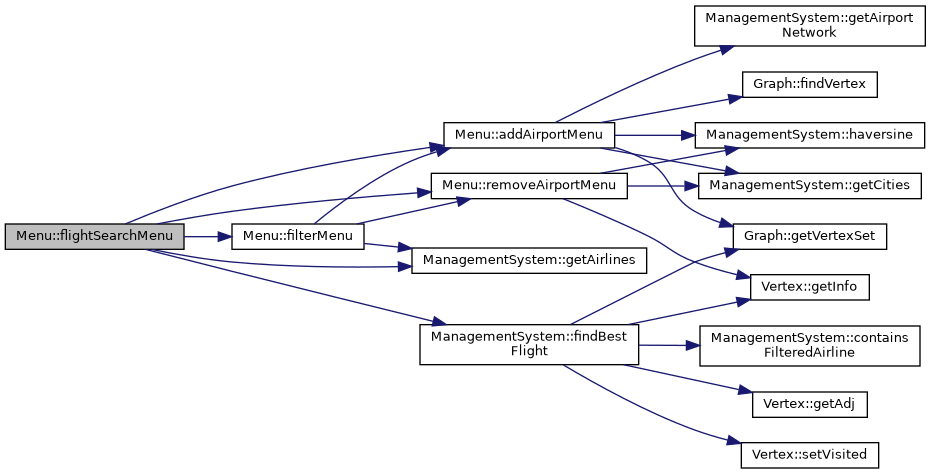 Menu::flightSearchMenu
Menu::filterMenu
Menu::addAirportMenu
Menu::removeAirportMenu
ManagementSystem::getAirlines
ManagementSystem::findBest
Flight
ManagementSystem::getAirport
Network
Graph::findVertex
ManagementSystem::haversine
ManagementSystem::getCities
Graph::getVertexSet
Vertex::getInfo
ManagementSystem::contains
FilteredAirline
Vertex::getAdj
Vertex::setVisited